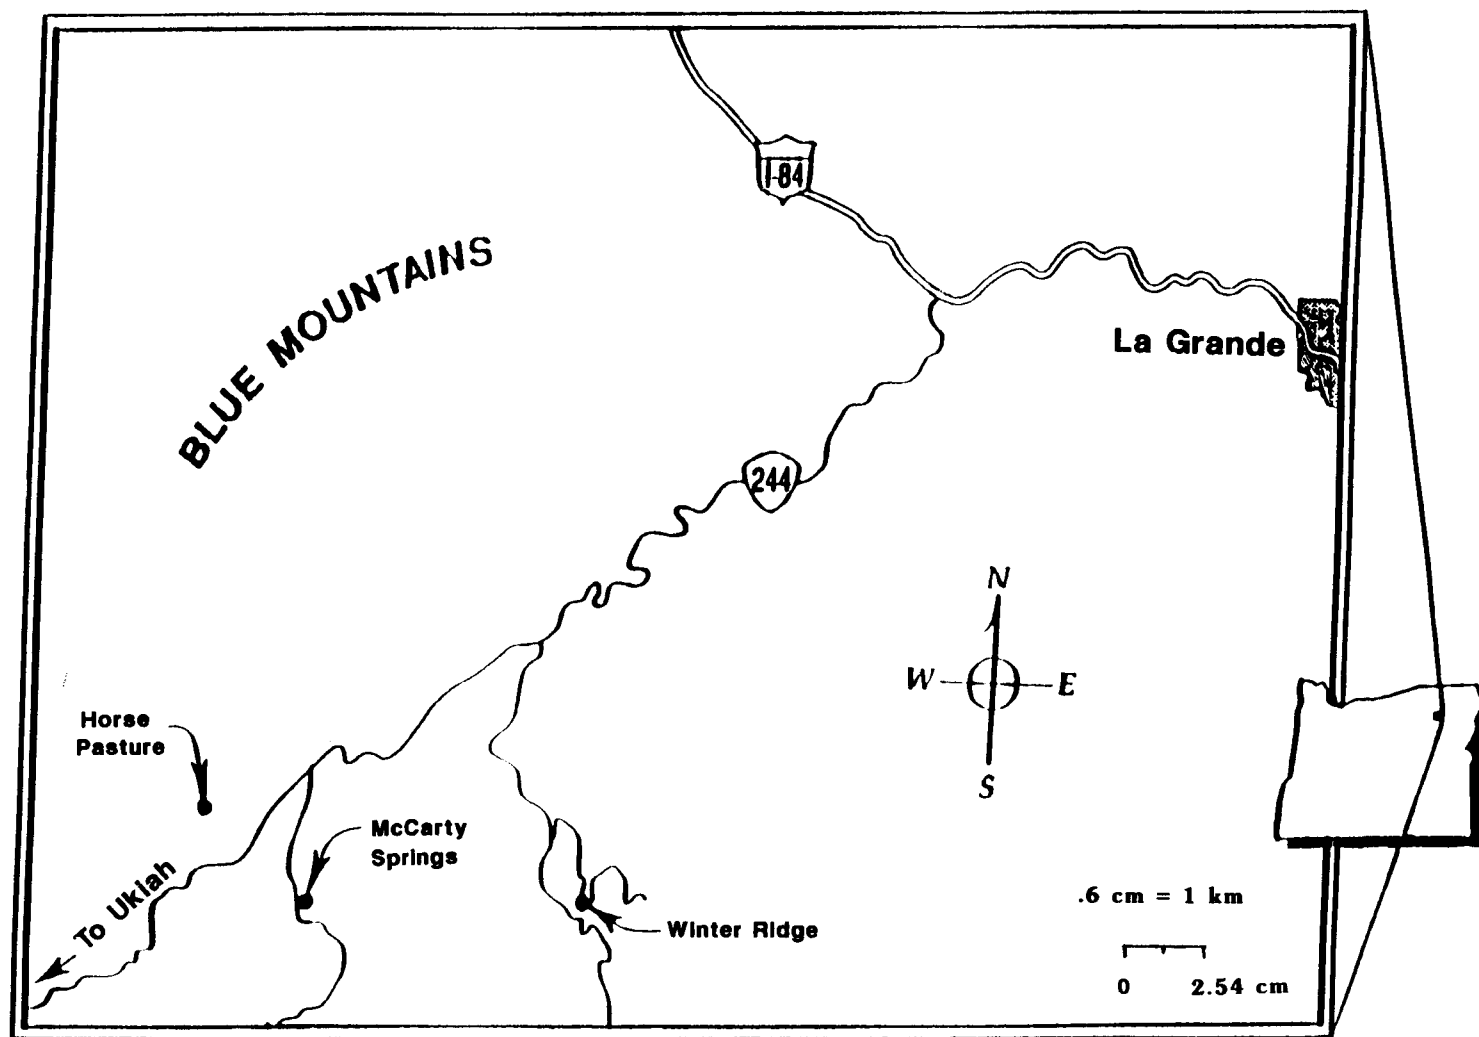 I-84
BLUE MOUNTAINS
La Grande
244
N
W E
S
Horse
Pasture
McCarty
Springs
To Ukiah
Winter Ridge
.6 cm = 1 km
0 2.54 cm